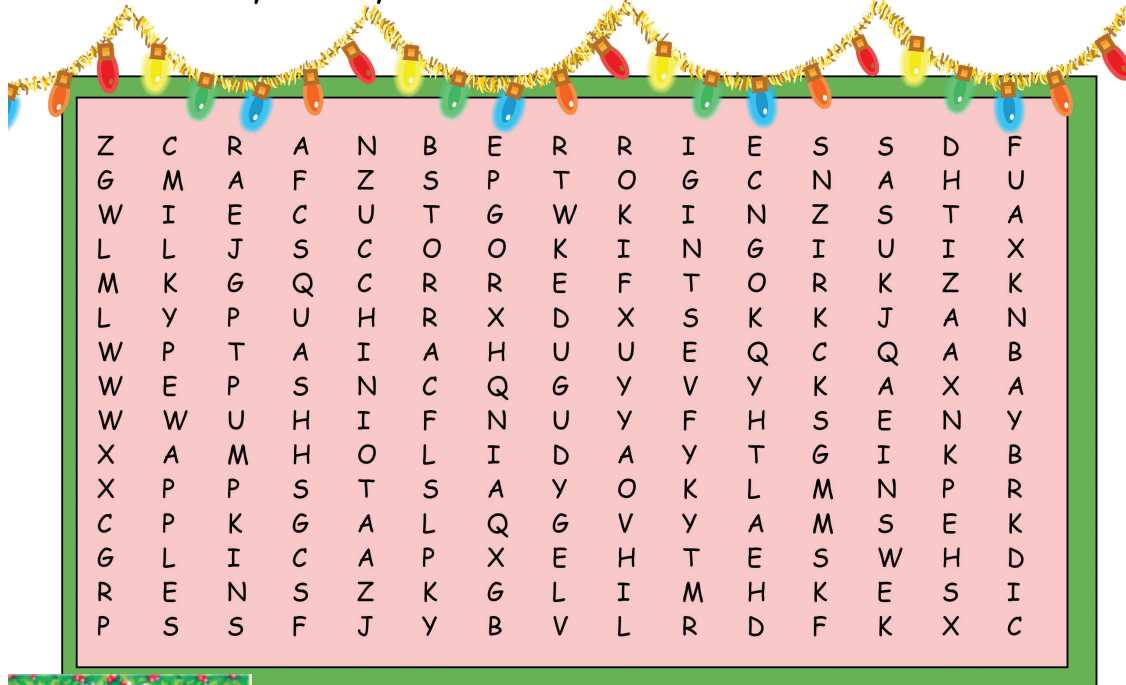 Z C R A N B E R R I E S S D F
G M A F Z S P T O G C N A H U
W I E C U T G W K I N Z S T A
L L J S C O O K I N G I U I X
M K G Q C R R E F T O R K Z K
L Y P U H R X D X S K K J A N
W P T A I A H U U E Q C Q A B
W E P S N C Q G Y V Y K A X A
W W U H I F N U Y F H S E N Y
X A M H O L I D A Y T G I K B
X P P S T S A Y O K L M N P R
C P K G A L Q G V Y A M S E K
G L I C A P X E H T E S W H D
R E N S Z K G L I M H K E S I
P S S F J Y B V L R D F K X C